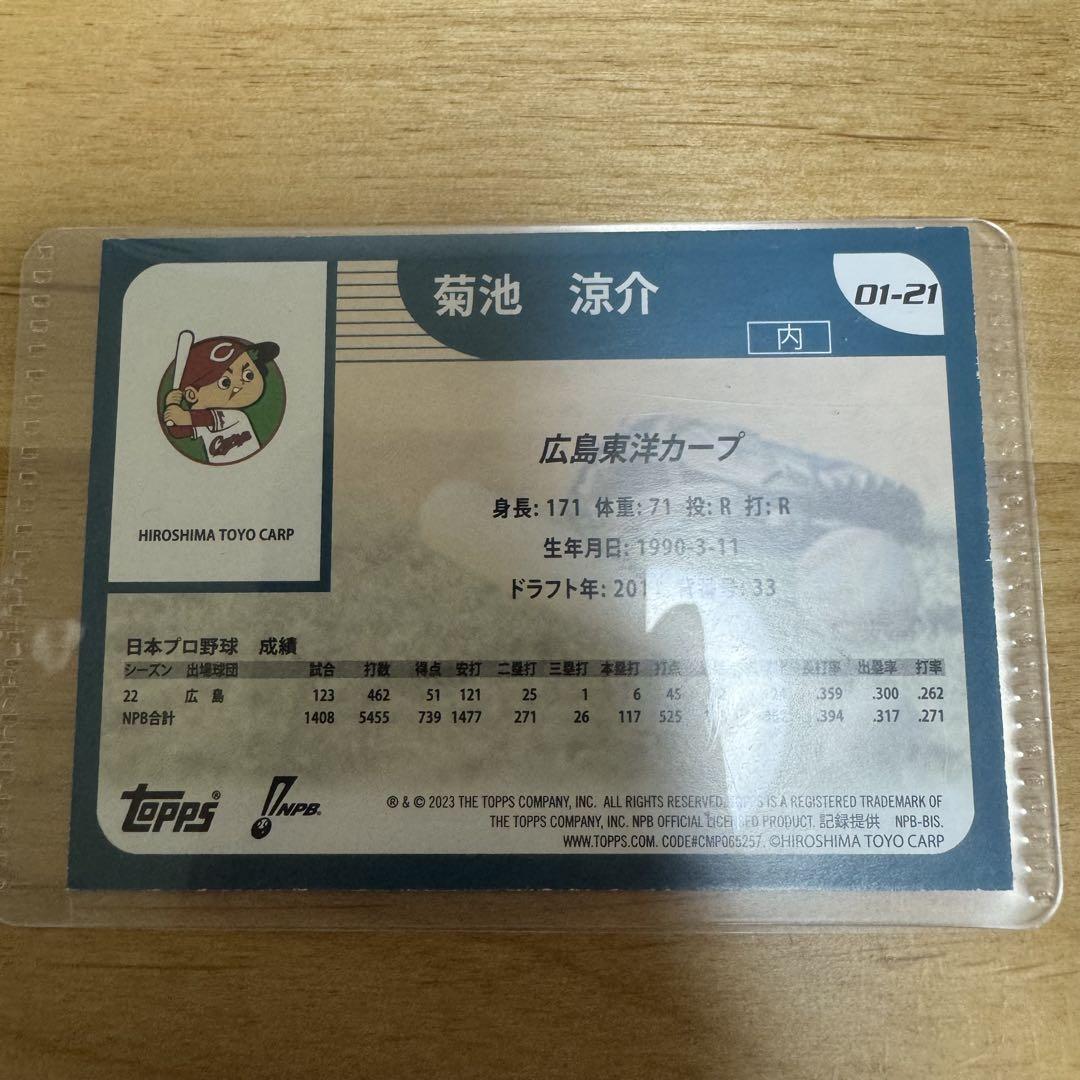 菊池 涼介
01-21
内
Carp
HIROSHIMA TOYO CARP
広島東洋カープ
身長: 171 体重: 71 投: R 打: R
生年月日: 1990-3-11
ドラフト年: 201 33
日本プロ野球 成績
シーズン 出場球団 試合 打数 得点 安打 二塁打 三塁打 本塁打 打点 長打率 出塁率 打率
22 広島 123 462 51 121 25 1 6 45 .359 .300 .262
NPB合計 1408 5455 739 1477 271 26 117 525 .394 .317 .271
TOPPS®
NPB®
® & © 2023 THE TOPPS COMPANY, INC. ALL RIGHTS RESERVED. TOPPS IS A REGISTERED TRADEMARK OF
THE TOPPS COMPANY, INC. NPB OFFICIAL LICENSED PRODUCT. 記録提供 NPB-BIS.
WWW.TOPPS.COM. CODE#CMP065257. ©HIROSHIMA TOYO CARP